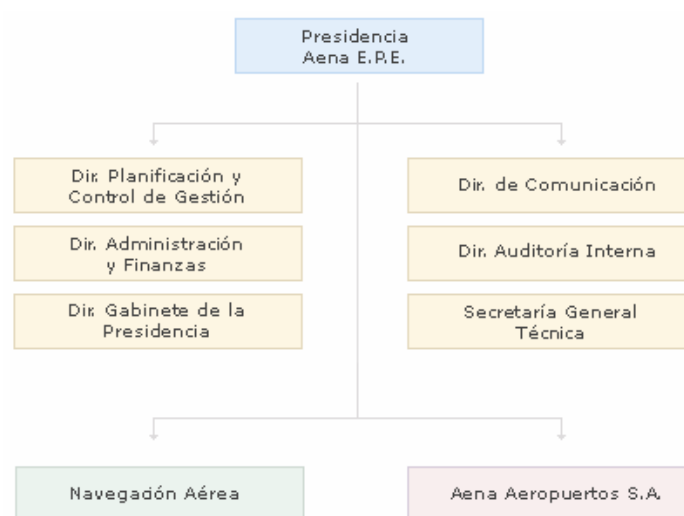 Presidencia
Aena E.P.E.
Dir. Planificación y
Control de Gestión
Dir. de Comunicación
Dir. Administración
y Finanzas
Dir. Auditoría Interna
Dir. Gabinete de la
Presidencia
Secretaría General
Técnica
Navegación Aérea
Aena Aeropuertos S.A.